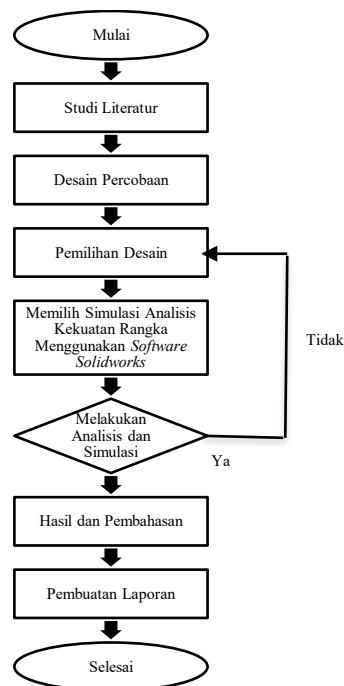 Mulai
Studi Literatur
Desain Percobaan
Pemilihan Desain
Memilih Simulasi Analisis
Kekuatan Rangka
Menggunakan Software
Solidworks
Tidak
Melakukan
Analisis dan
Simulasi
Ya
Hasil dan Pembahasan
Pembuatan Laporan
Selesai